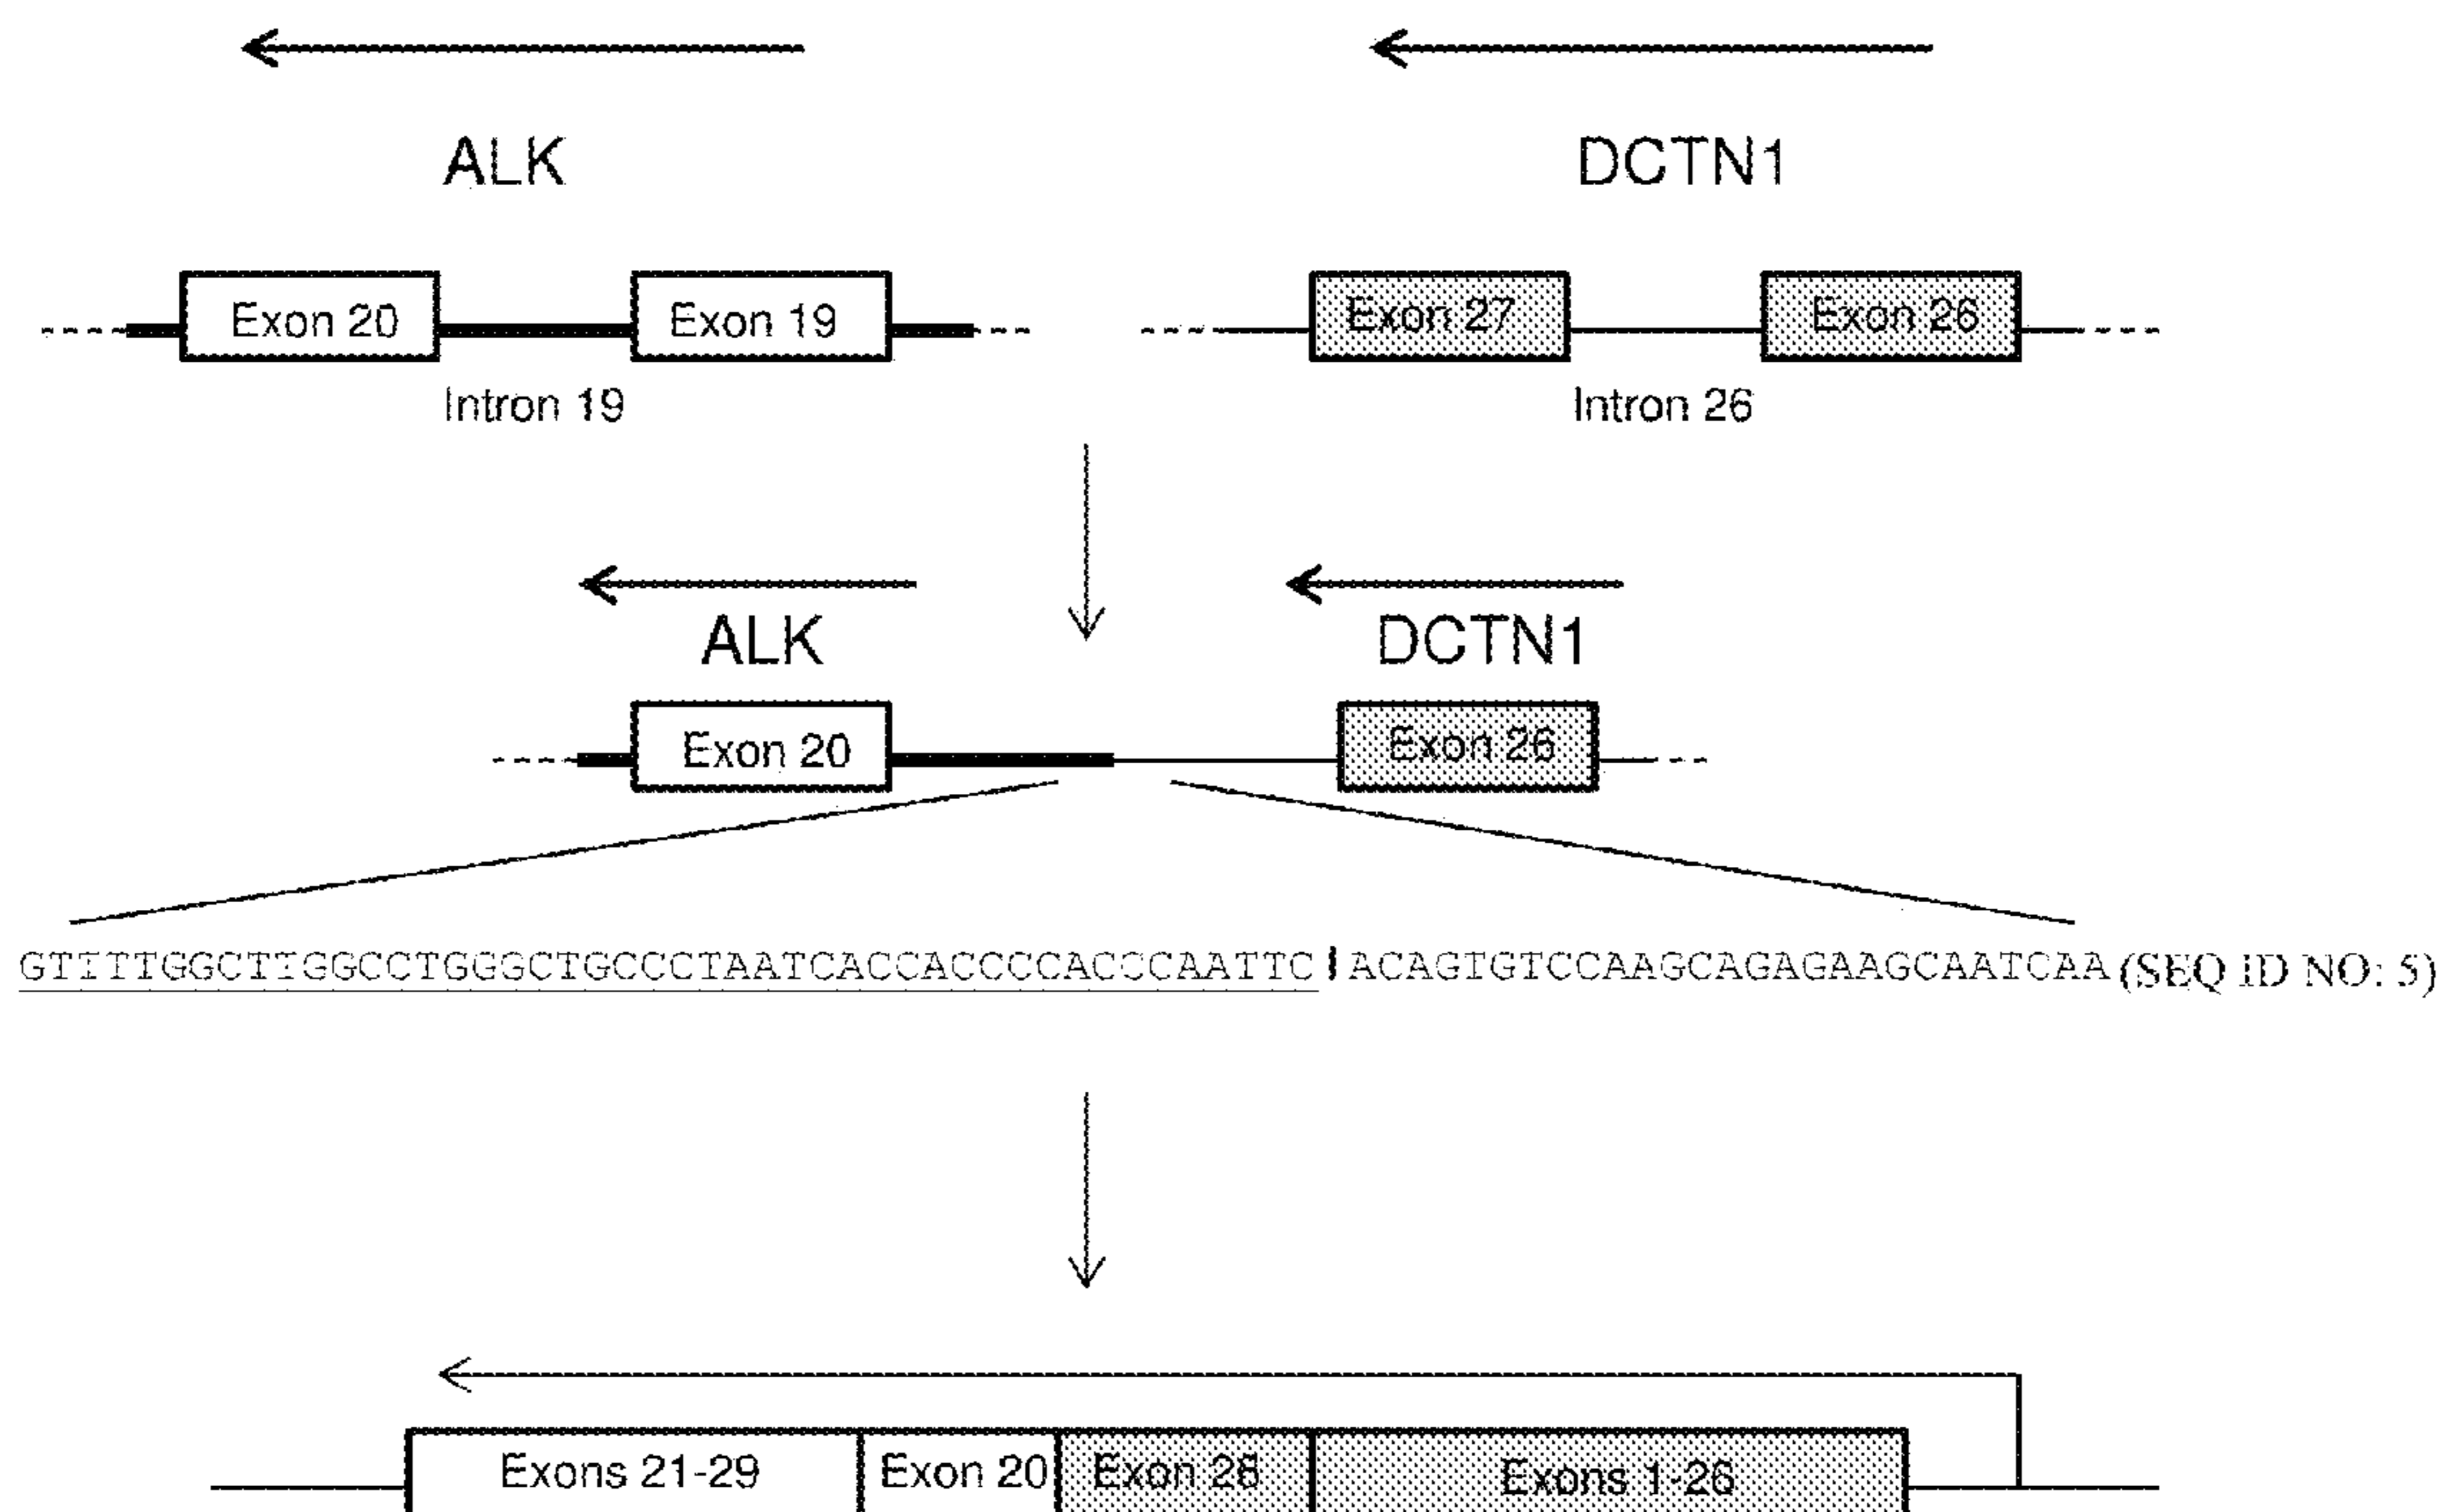 ALK
DCTN1
Exon 20
Exon 19
Exon 27
Exon 26
Intron 19
Intron 26
ALK
DCTN1
Exon 20
Exon 26
GTTTTGGCTTGGCCTGGGCTGCCCTAATCACCACCCCACCCAATTC | ACAGTGTCCAAGCAGAGAAGCAATCAA (SEQ ID NO: 5)
Exons 21-29
Exon 20
Exon 26
Exons 1-26